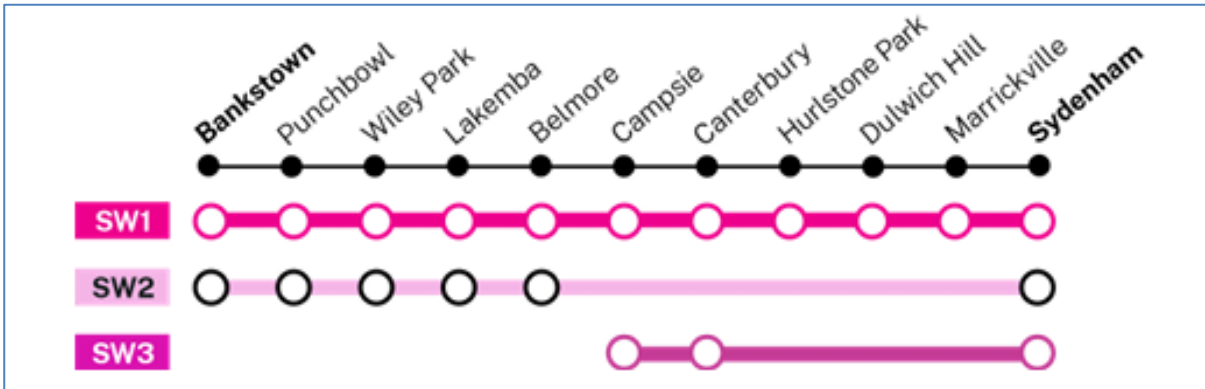 Bankstown
Punchbowl
Wiley Park
Lakemba
Belmore
Campsie
Canterbury
Hurlstone Park
Dulwich Hill
Marrickville
Sydenham
SW1
SW2
SW3